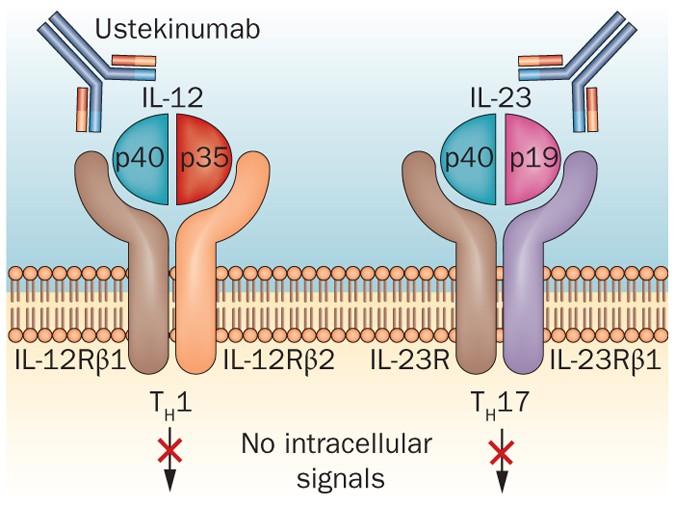 Ustekinumab
IL-12
IL-23
p40
p35
p40
p19
IL-12Rβ1
IL-12Rβ2
IL-23R
IL-23Rβ1
TH1
TH17
No intracellular
signals